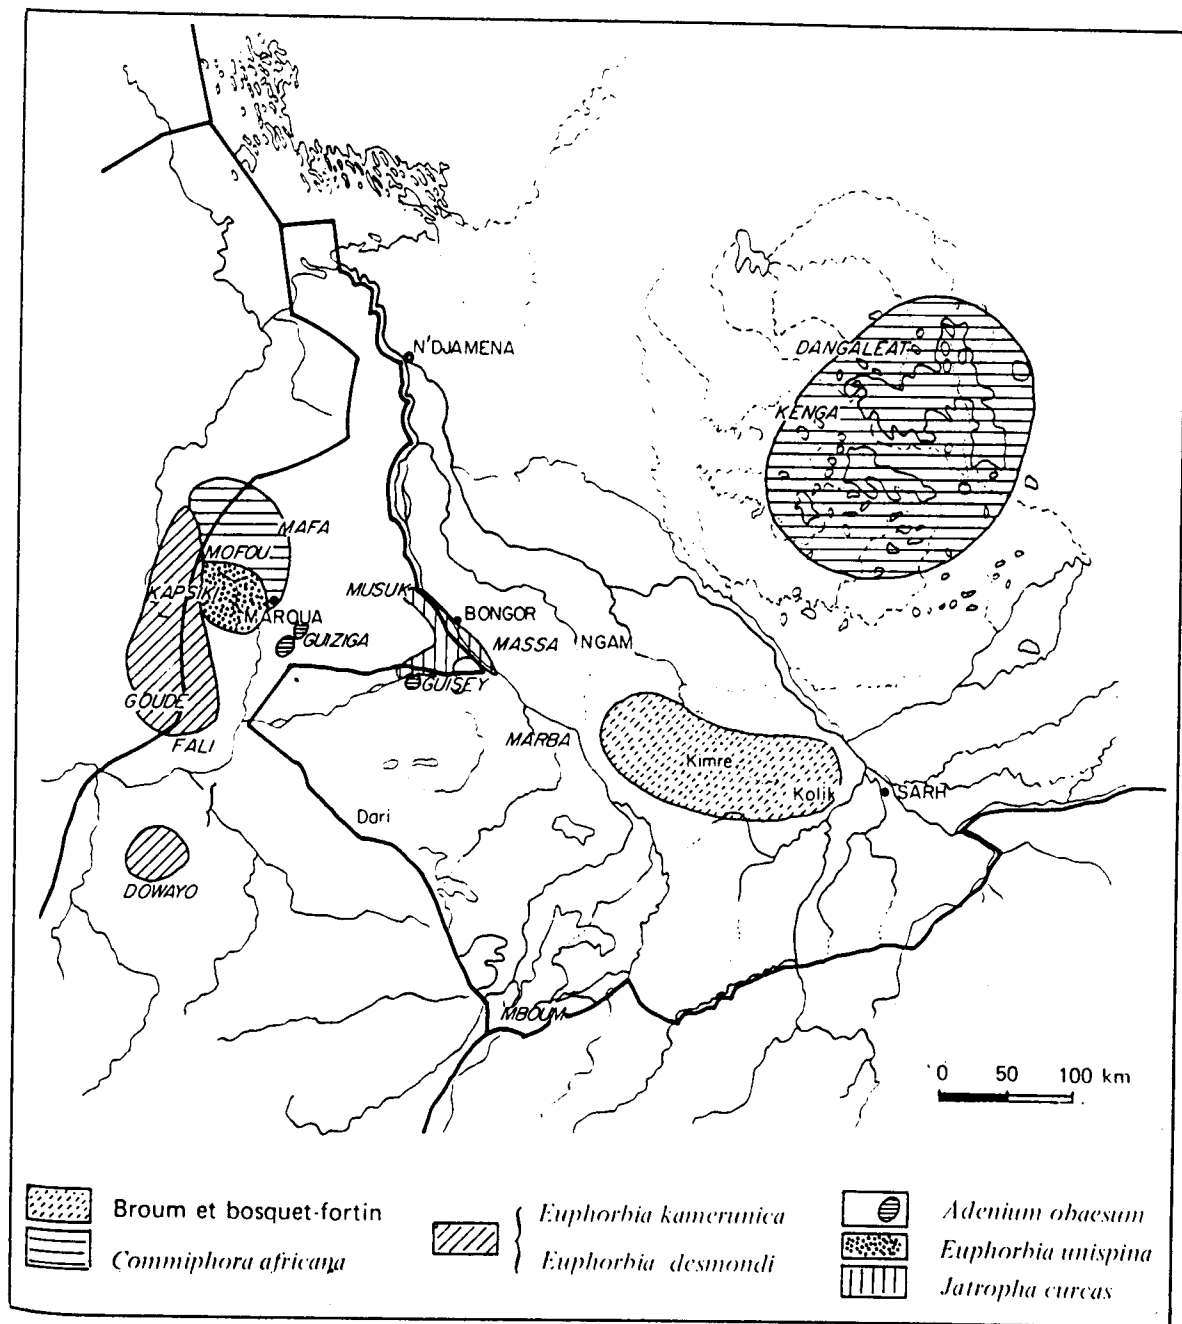 N'DJAMENA
DANGALEAT
KENGA
MAFA
MOFOU
KAPSIKI
MAROUA
MUSUK
BONGOR
GUIZIGA
MASSA
NGAM
GUISEY
GOUDE
MARBA
FALI
Kimre
Kolik
SARH
Dari
DOWAYO
MBOUM
0 50 100 km
Broum et bosquet-fortin
Commiphora africana
Euphorbia kamerunica
Euphorbia desmondi
Adenium obaesum
Euphorbia unispina
Jatropha curcas